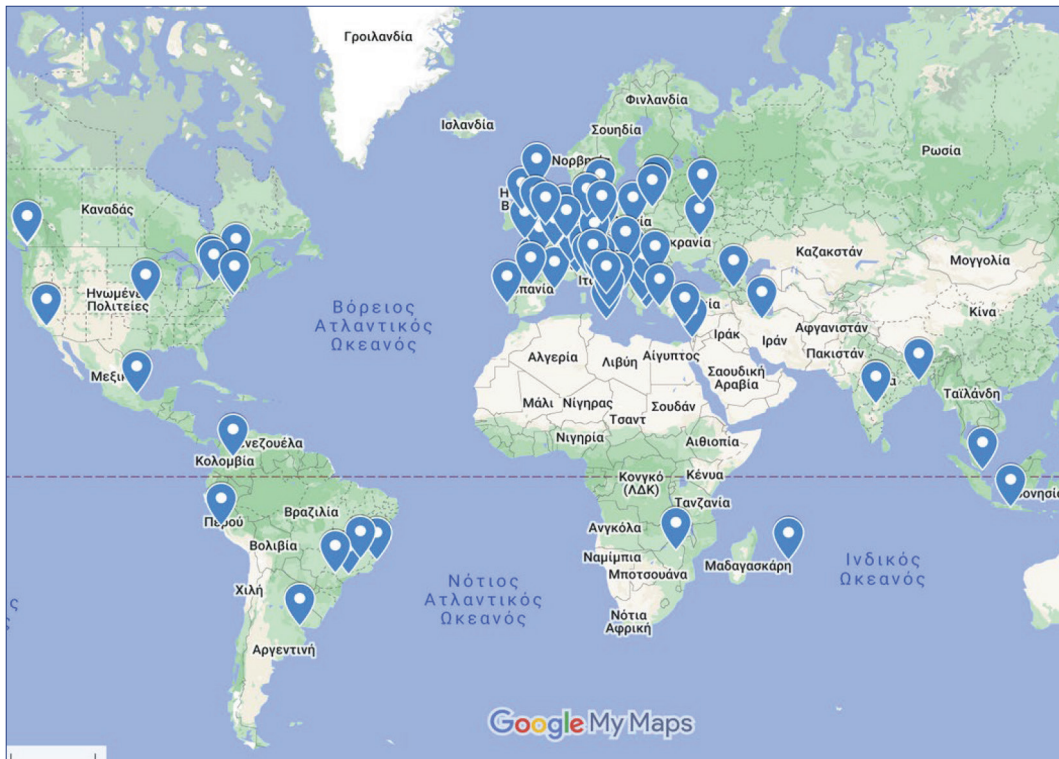 Γροιλανδία
Ισλανδία
Φινλανδία
Σουηδία
Νορβηγία
Ρωσία
Καναδάς
Ουκρανία
Καζακστάν
Μογγολία
Ηνωμένες
Πολιτείες
Βόρειος
Ατλαντικός
Ωκεανός
Κίνα
Αφγανιστάν
Ιράκ
Ιράν
Πακιστάν
Αλγερία
Λιβύη
Αίγυπτος
Σαουδική
Αραβία
Ταϊλάνδη
Μάλι
Νίγηρας
Τσαντ
Σουδάν
Νιγηρία
Αιθιοπία
Κολομβία
Κονγκό
(ΛΔΚ)
Κένυα
Τανζανία
Βραζιλία
Περού
Βολιβία
Ανγκόλα
Ναμίμπια
Μποτσουάνα
Μαδαγασκάρη
Ινδικός
Ωκεανός
Χιλή
Νότιος
Ατλαντικός
Ωκεανός
Νότια
Αφρική
Αργεντινή
Google My Maps